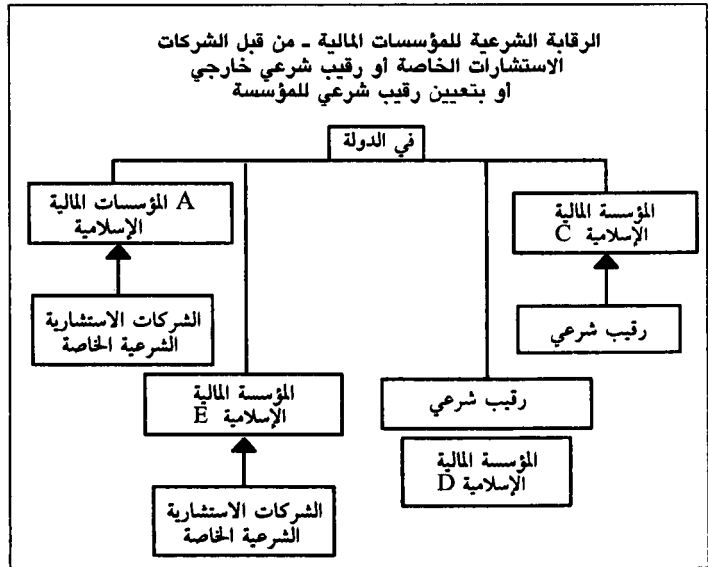 الرقابة الشرعية للمؤسسات المالية ـ من قبل الشركات
الاستشارات الخاصة أو رقيب شرعي خارجي
أو بتعيين رقيب شرعي للمؤسسة
في الدولة
A المؤسسات المالية
الإسلامية
المؤسسة المالية
الإسلامية C
الشركات الاستشارية
الشرعية الخاصة
رقيب شرعي
المؤسسة المالية
الإسلامية E
رقيب شرعي
المؤسسة المالية
الإسلامية D
الشركات الاستشارية
الشرعية الخاصة